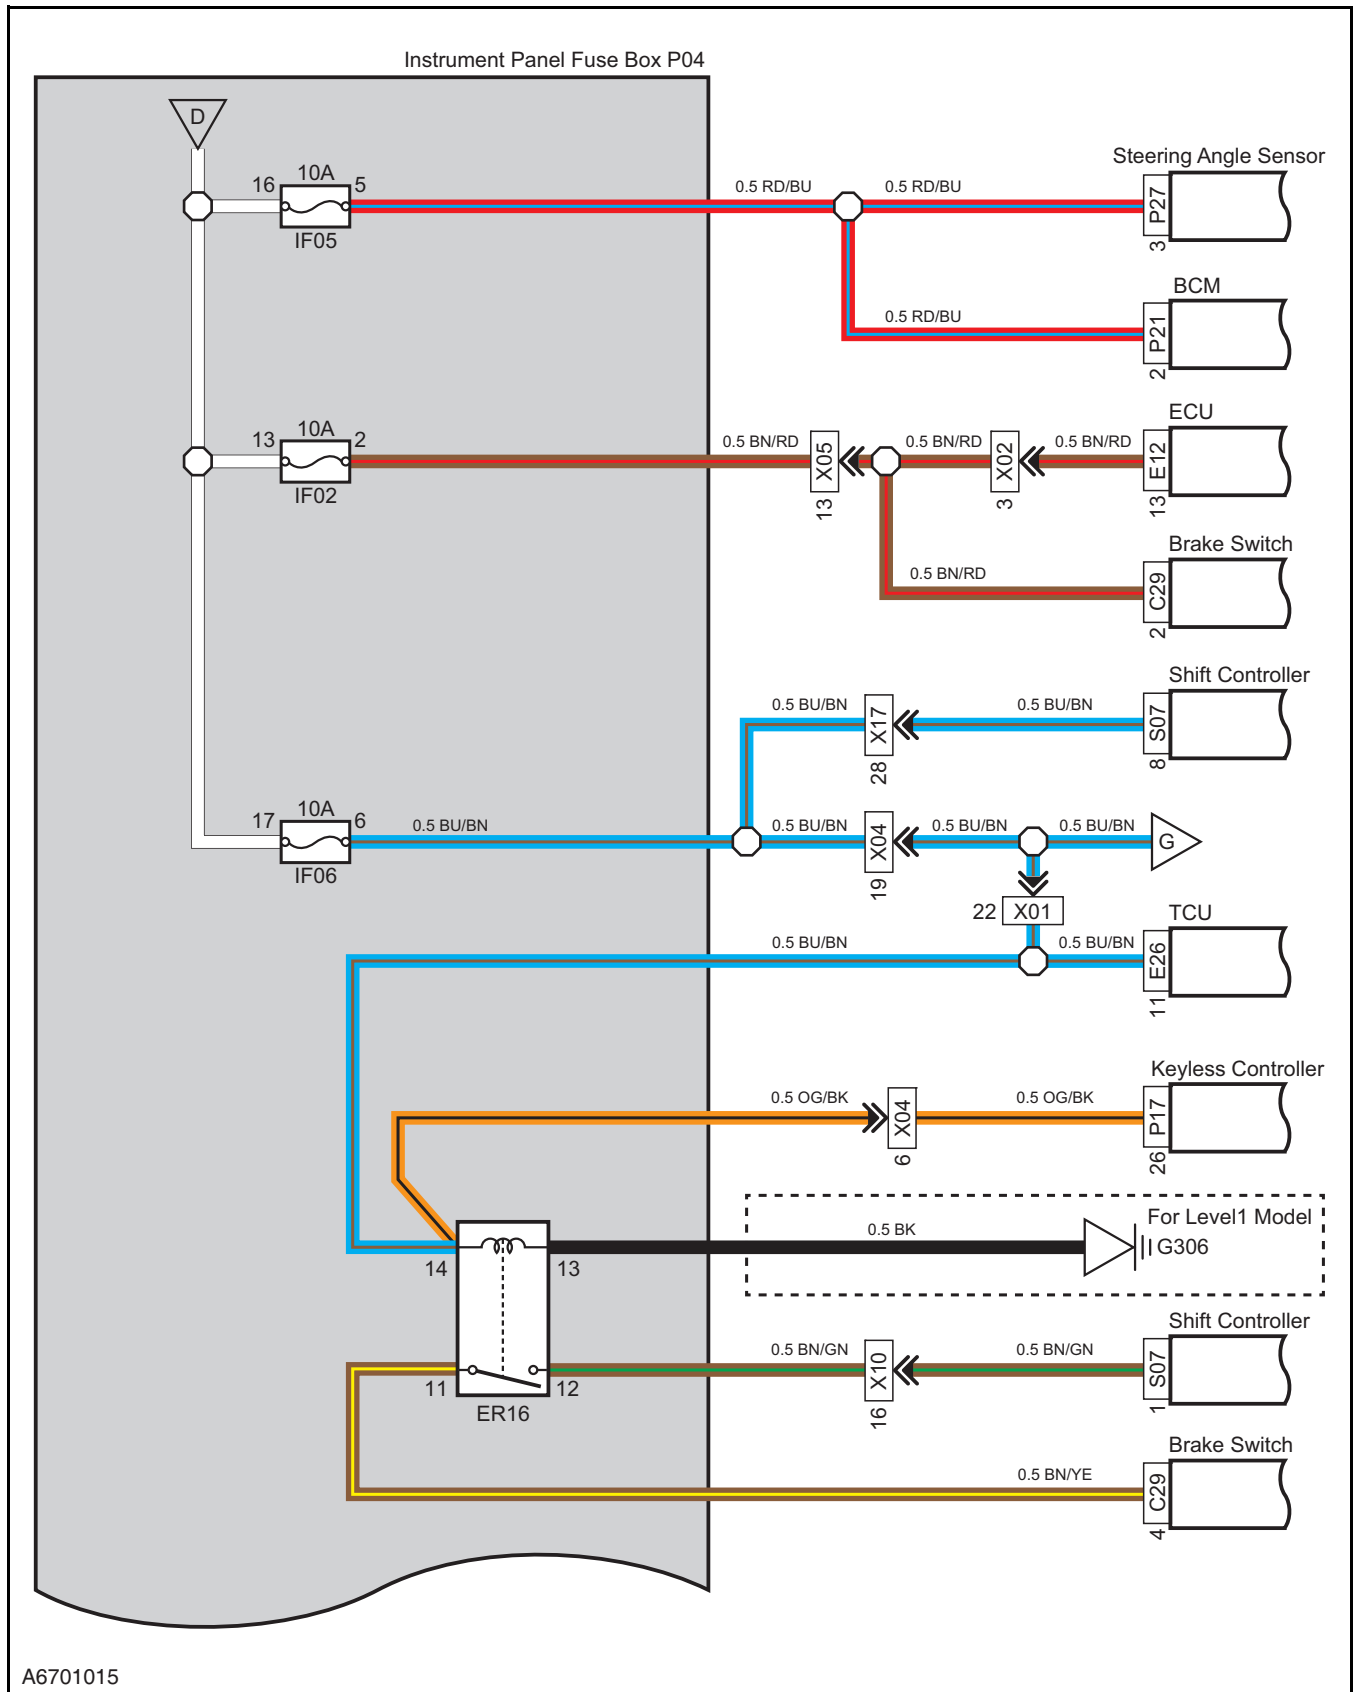 Instrument Panel Fuse Box P04
D
Steering Angle Sensor
16 10A 5
IF05
0.5 RD/BU 0.5 RD/BU
P27
3
BCM
0.5 RD/BU
P21
2
ECU
13 10A 2
IF02
0.5 BN/RD
X05
13
0.5 BN/RD
X02
3
0.5 BN/RD
E12
13
Brake Switch
0.5 BN/RD
C29
2
Shift Controller
0.5 BU/BN
X17
28
0.5 BU/BN
S07
8
17 10A 6
IF06
0.5 BU/BN
0.5 BU/BN
X04
19
0.5 BU/BN
0.5 BU/BN
G
22 X01
TCU
0.5 BU/BN
0.5 BU/BN
E26
11
Keyless Controller
0.5 OG/BK
X04
6
0.5 OG/BK
P17
26
For Level1 Model
0.5 BK
G306
14 13
Shift Controller
0.5 BN/GN
X10
16
0.5 BN/GN
S07
1
11 12
ER16
Brake Switch
0.5 BN/YE
C29
4
A6701015